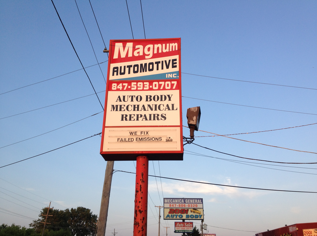 Magnum
AUTOMOTIVE
INC.
847-593-0707
AUTO BODY
MECHANICAL
REPAIRS
WE FIX
FAILED EMISSIONS
AUTO BODY